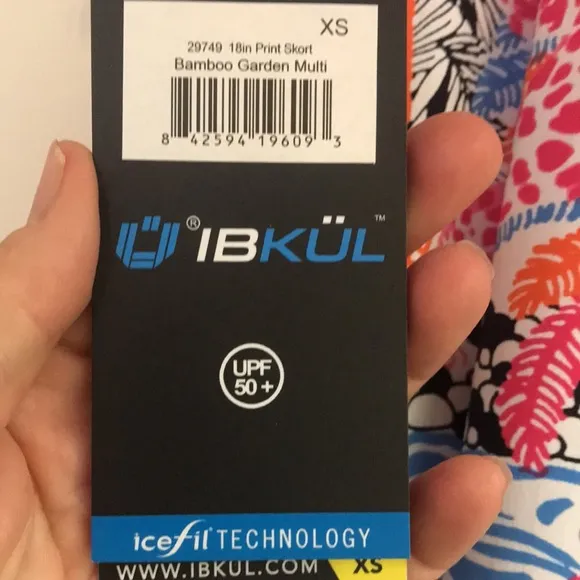 XS
29749 18in Print Skort
Bamboo Garden Multi
8 42594 19609 3
® IBKÜL ™
UPF
50+
icefil TECHNOLOGY
WWW.IBKUL.COM XS